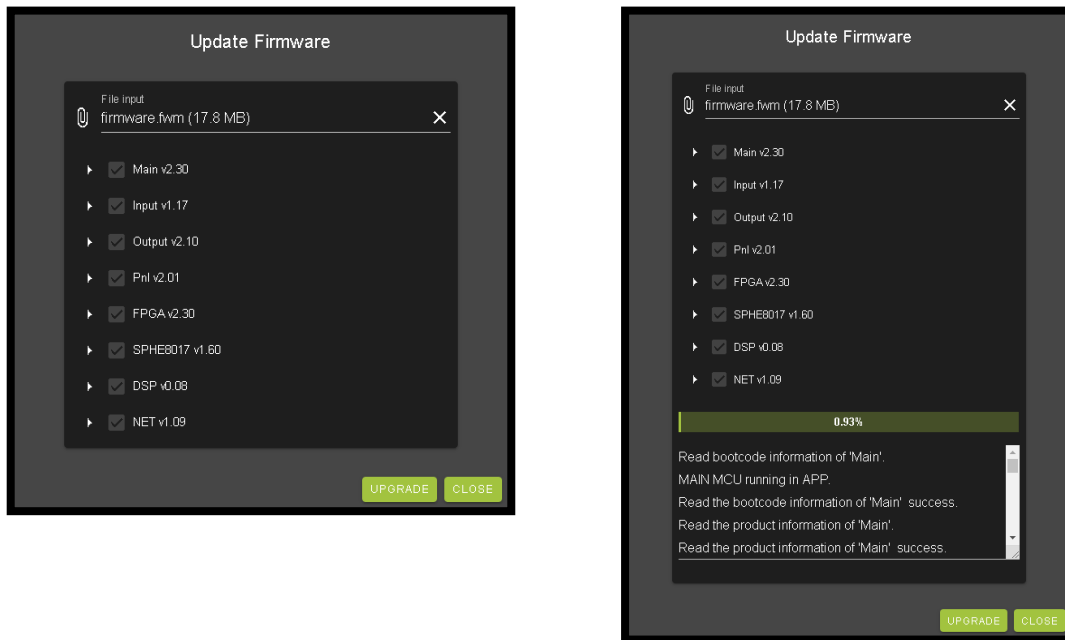 Update Firmware
File input
firmware.fwm (17.8 MB)
Main v2.30
Input v1.17
Output v2.10
Pnl v2.01
FPGA v2.30
SPHE8017 v1.60
DSP v0.08
NET v1.09
UPGRADE CLOSE
Update Firmware
File input
firmware.fwm (17.8 MB)
Main v2.30
Input v1.17
Output v2.10
Pnl v2.01
FPGA v2.30
SPHE8017 v1.60
DSP v0.08
NET v1.09
0.93%
Read bootcode information of 'Main'.
MAIN MCU running in APP.
Read the bootcode information of 'Main' success.
Read the product information of 'Main'.
Read the product information of 'Main' success.
UPGRADE CLOSE